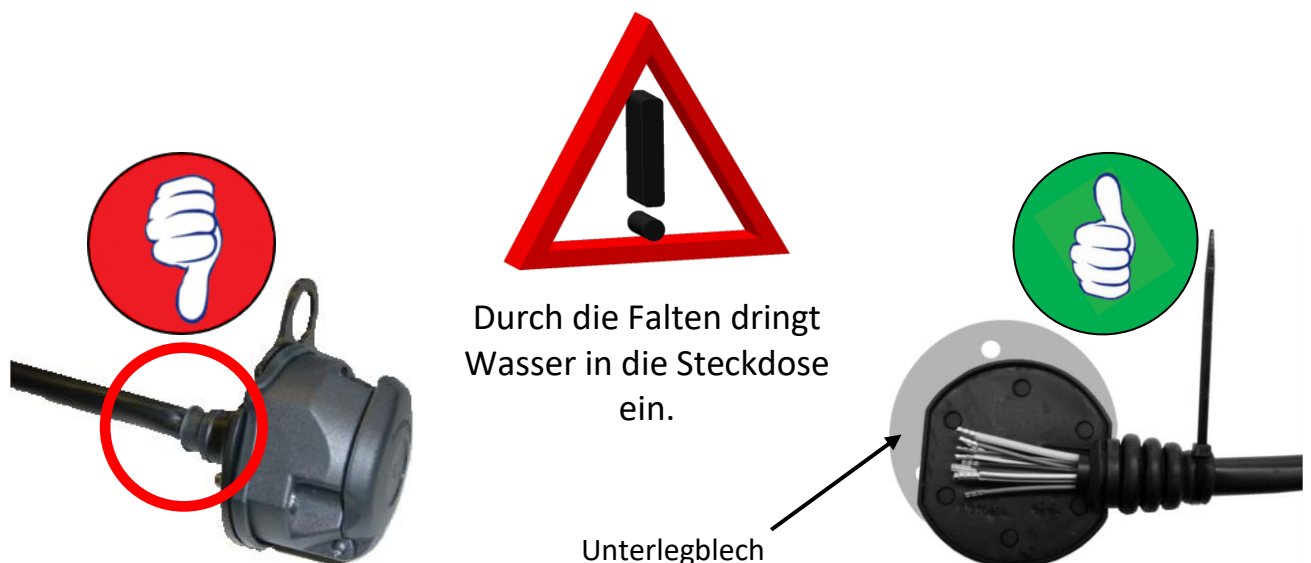 Durch die Falten dringt
Wasser in die Steckdose
ein.
Unterlegblech